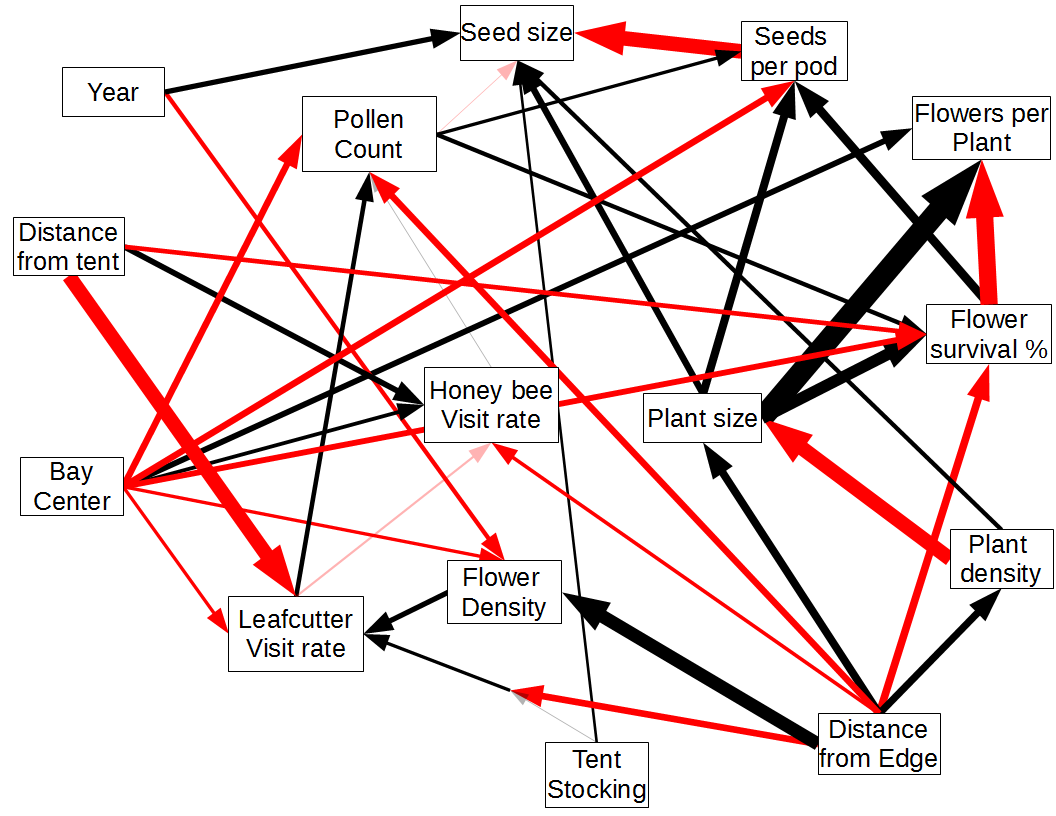 Seed size
Seeds
per pod
Year
Pollen
Count
Flowers per
Plant
Distance
from tent
Flower
survival %
Honey bee
Visit rate
Plant size
Bay
Center
Plant
density
Flower
Density
Leafcutter
Visit rate
Distance
from Edge
Tent
Stocking